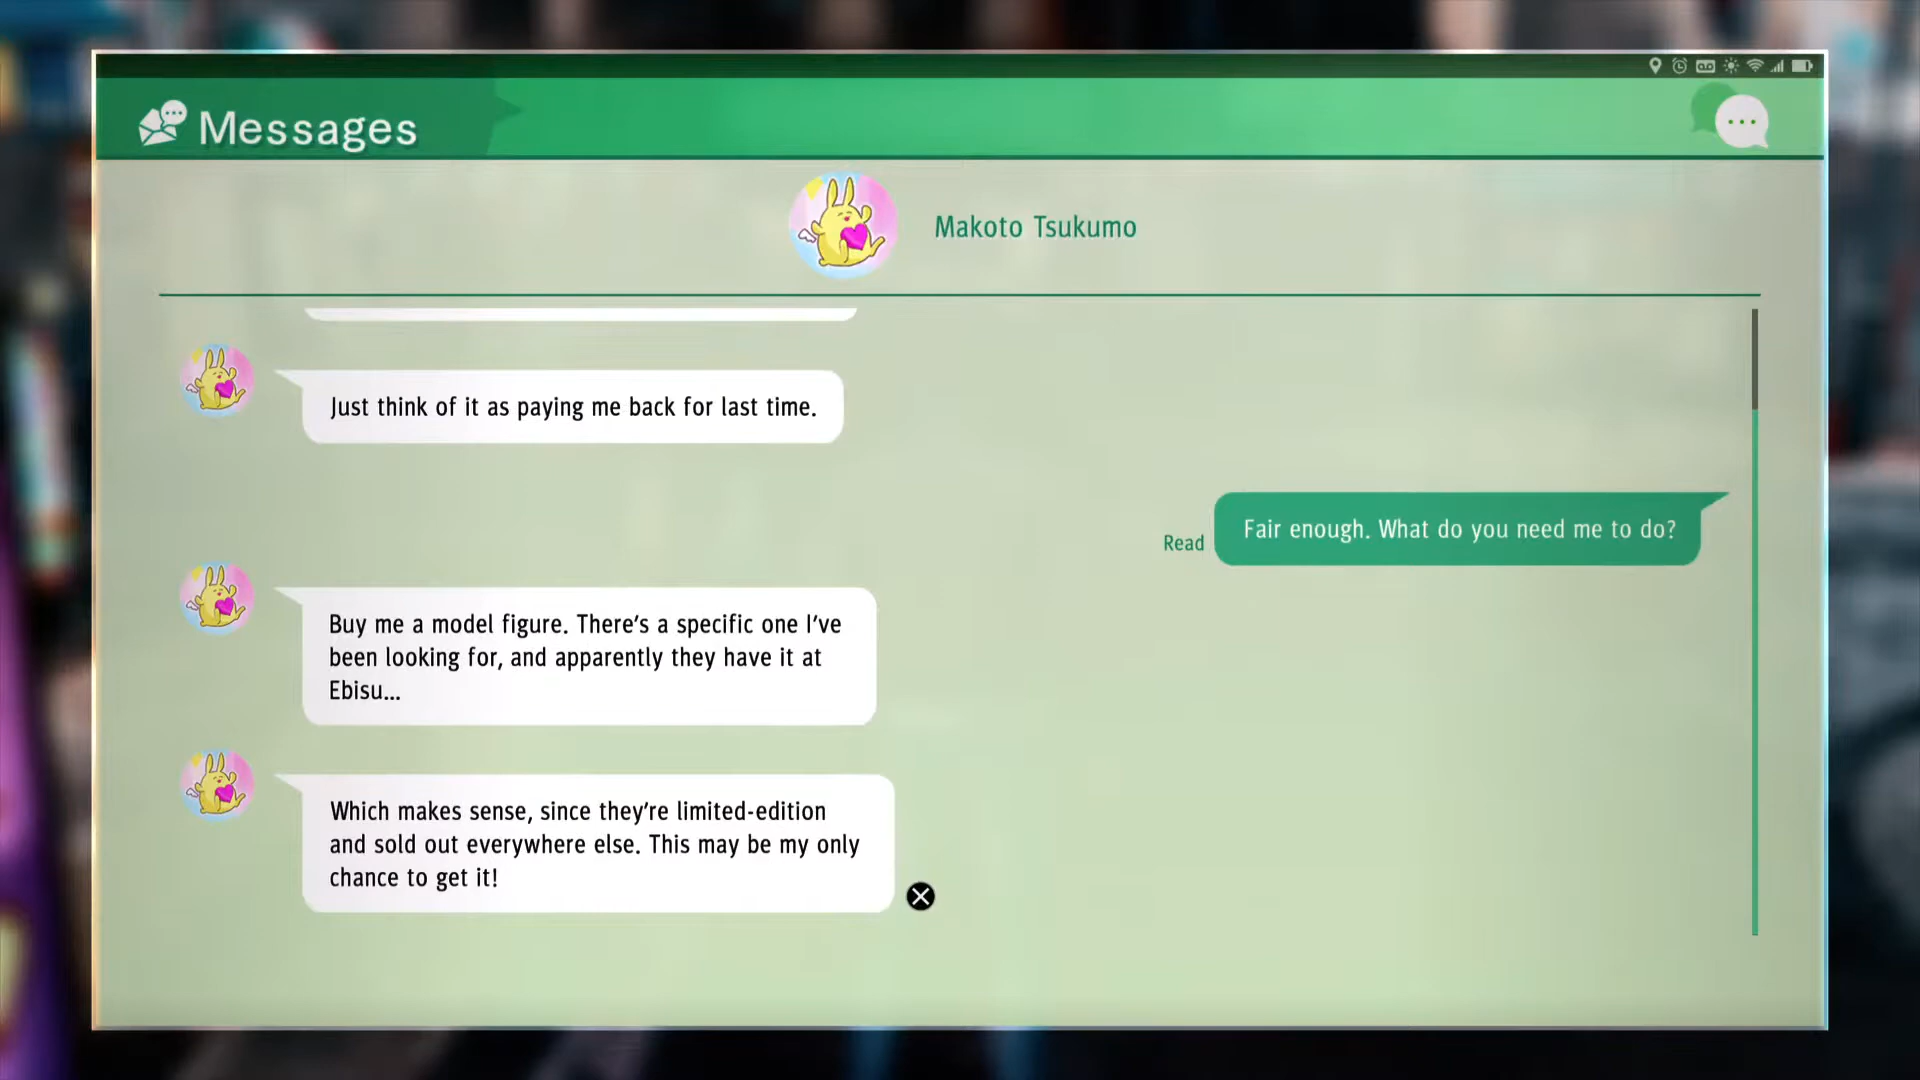 Messages
Makoto Tsukumo
Just think of it as paying me back for last time.
Read
Fair enough. What do you need me to do?
Buy me a model figure. There's a specific one I've
been looking for, and apparently they have it at
Ebisu...
Which makes sense, since they're limited-edition
and sold out everywhere else. This may be my only
chance to get it!